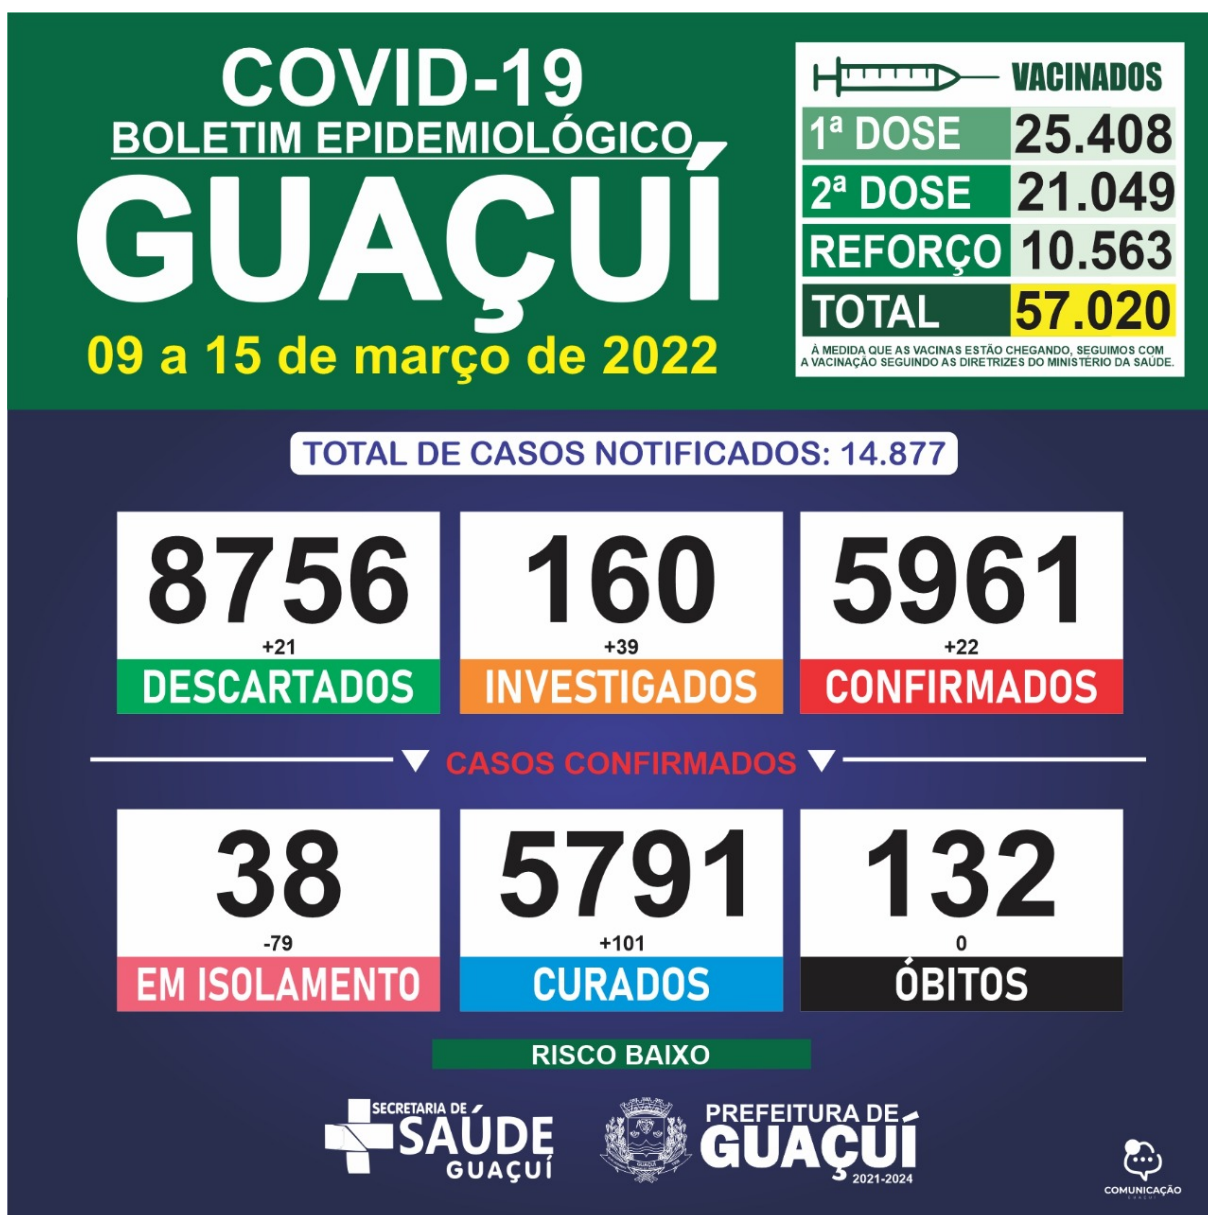 COVID-19
BOLETIM EPIDEMIOLÓGICO
GUAÇUÍ
09 a 15 de março de 2022
VACINADOS
1ª DOSE 25.408
2ª DOSE 21.049
REFORÇO 10.563
TOTAL 57.020
À MEDIDA QUE AS VACINAS ESTÃO CHEGANDO, SEGUIMOS COM
A VACINAÇÃO SEGUINDO AS DIRETRIZES DO MINISTÉRIO DA SAÚDE.
TOTAL DE CASOS NOTIFICADOS: 14.877
8756
+21
DESCARTADOS
160
+39
INVESTIGADOS
5961
+22
CONFIRMADOS
CASOS CONFIRMADOS
38
-79
EM ISOLAMENTO
5791
+101
CURADOS
132
0
ÓBITOS
RISCO BAIXO
SECRETARIA DE
SAÚDE
GUAÇUÍ
PREFEITURA DE
GUAÇUÍ
2021-2024
COMUNICAÇÃO